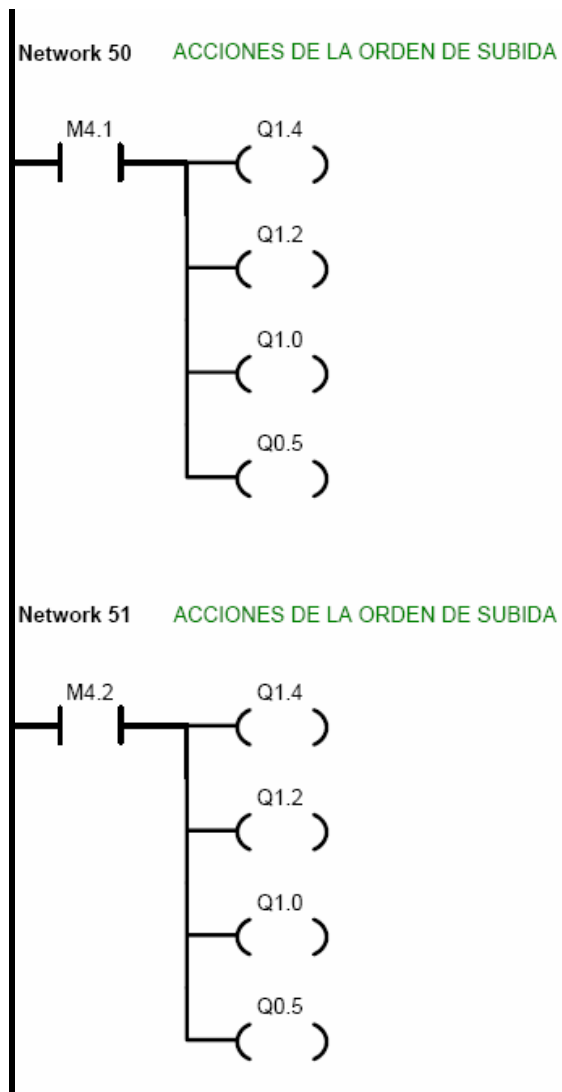 Network 50 ACCIONES DE LA ORDEN DE SUBIDA
M4.1 Q1.4
Q1.2
Q1.0
Q0.5
Network 51 ACCIONES DE LA ORDEN DE SUBIDA
M4.2 Q1.4
Q1.2
Q1.0
Q0.5